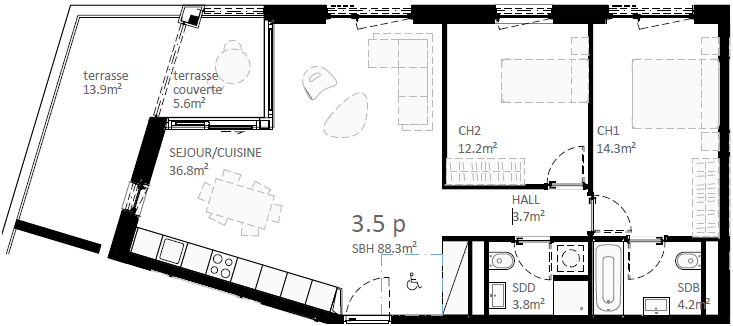 terrasse
13.9m²
terrasse
couverte
5.6m²
SEJOUR/CUISINE
36.8m²
CH2
12.2m²
CH1
14.3m²
HALL
3.7m²
3.5 p
SBH 88.3m²
SDD
3.8m²
SDB
4.2m²